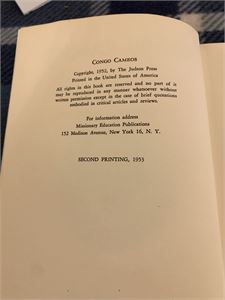 CONGO CAMEOS
Copyright, 1952, by The Judson Press
Printed in the United States of America
All rights in this book are reserved and no part of it
may be reproduced in any manner whatsoever without
written permission except in the case of brief quotations
embodied in critical articles and reviews.
For information address
Missionary Education Publications
152 Madison Avenue, New York 16, N. Y.
SECOND PRINTING, 1953